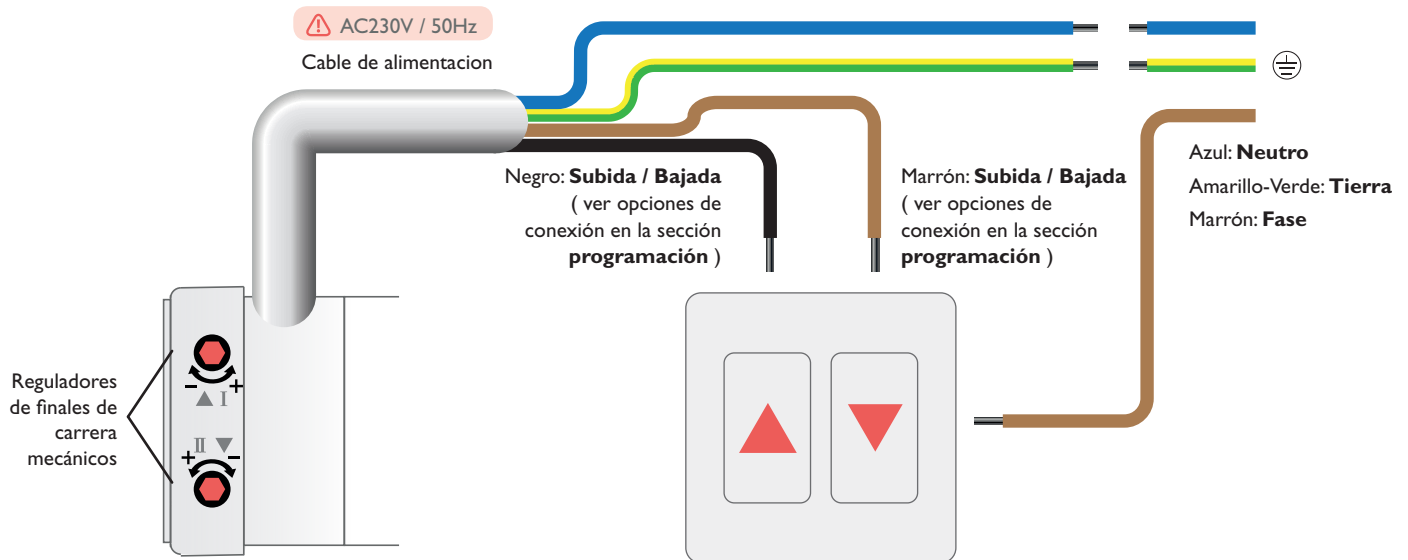 AC230V / 50Hz
Cable de alimentacion
Negro: Subida / Bajada
( ver opciones de
conexión en la sección
programación )
Marrón: Subida / Bajada
( ver opciones de
conexión en la sección
programación )
Azul: Neutro
Amarillo-Verde: Tierra
Marrón: Fase
Reguladores
de finales de
carrera
mecánicos
- +
I
II
+ -